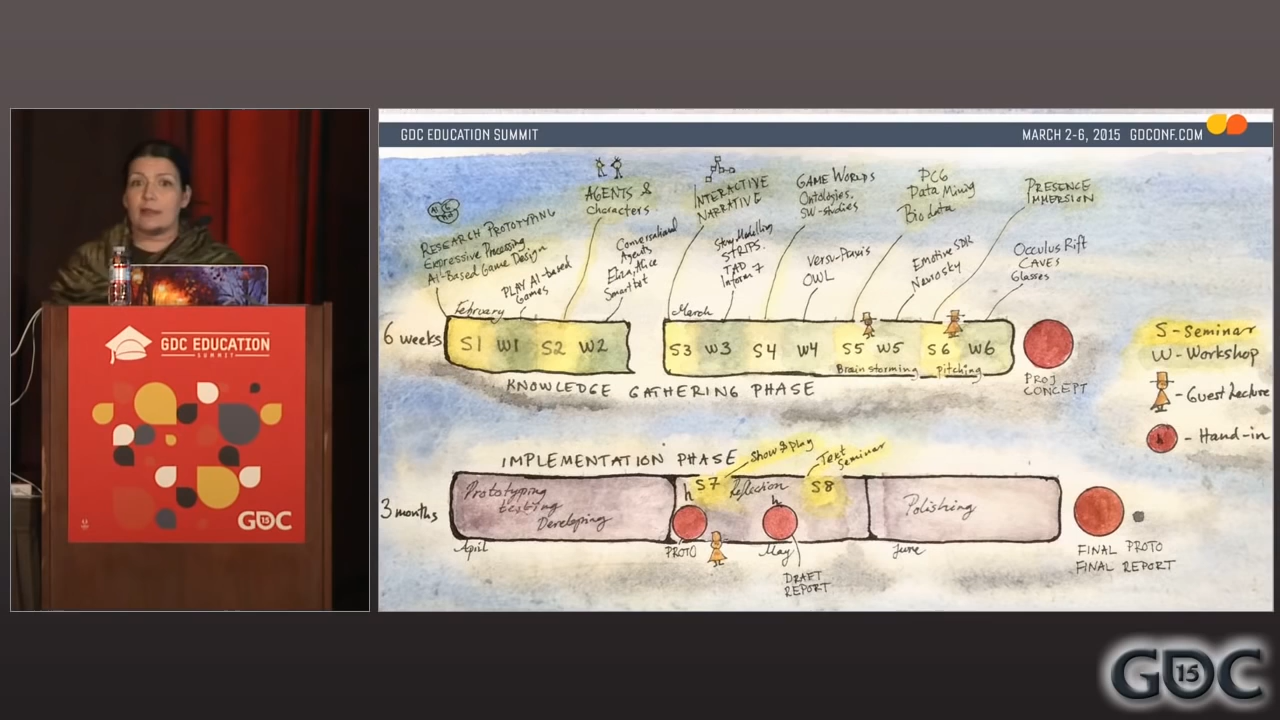 GDC EDUCATION SUMMIT
MARCH 2-6, 2015 GDCONF.COM
RESEARCH PROTOTYPING
Expressive Processing
AI-Based Game Design
PLAY AI-based
Games
AGENTS &
Characters
Conversational
Agents
Eliza, Alice
Smartbot
INTERACTIVE
NARRATIVE
Story Modelling
STRIPS.
TAD
Inform 7
GAME WORLDS
Ontologies,
SW-studies
Versu-Praxis
OWL
PCG
Data Mining
Bio data
Emotive SDK
Neurosky
PRESENCE
IMMERSION
Occulus Rift
CAVES
Glasses
February
March
6 weeks
S1 W1 S2 W2
S3 W3 S4 W4 S5 W5 S6 W6
Brainstorming
pitching
KNOWLEDGE GATHERING PHASE
PROJ
CONCEPT
S-Seminar
W-Workshop
-Guest Lecture
h
- Hand-in
IMPLEMENTATION PHASE
Show & play
Text
Seminar
3 months
Prototyping
testing
Developing
h S7 Reflection S8
h
Polishing
April
PROTO
May
June
DRAFT
REPORT
FINAL PROTO
FINAL REPORT
GDC EDUCATION
SUMMIT
GDC 15
GDC 15